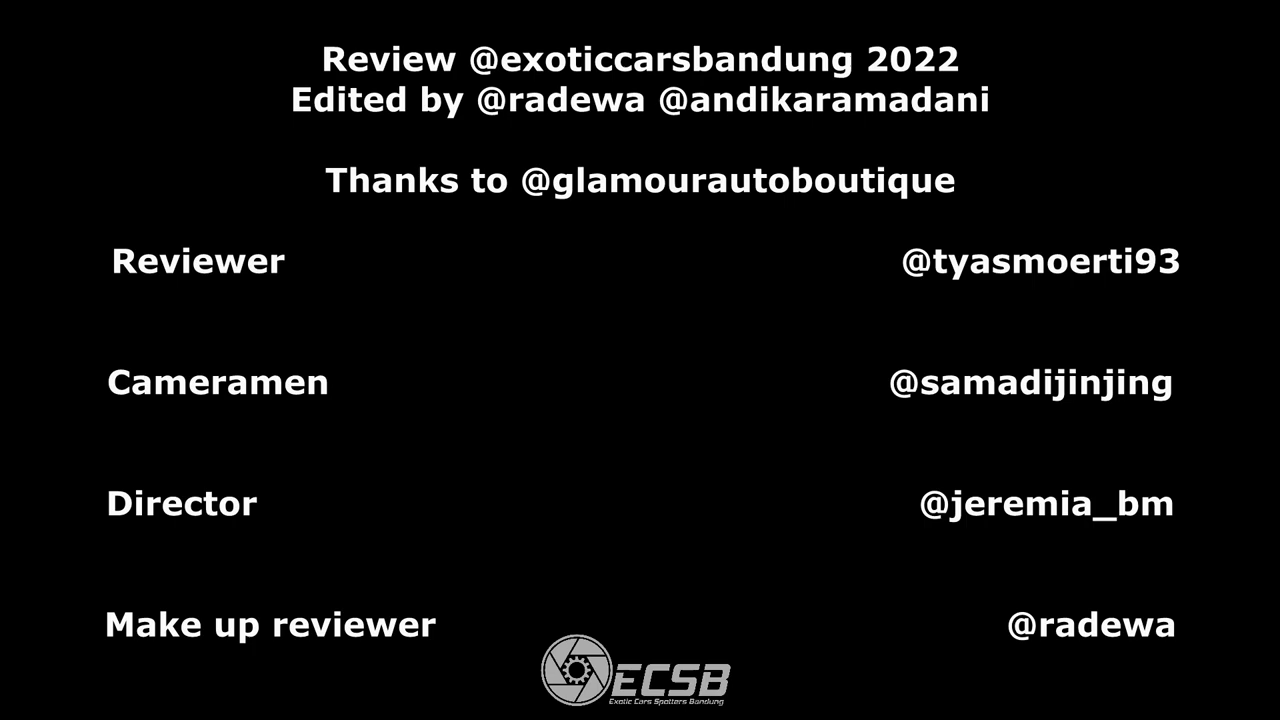 Review @exoticcarsbandung 2022
Edited by @radewa @andikaramadani
Thanks to @glamourautoboutique
Reviewer @tyasmoerti93
Cameramen @samadijinjing
Director @jeremia_bm
Make up reviewer @radewa
ECSB
Exotic Cars Spotters Bandung